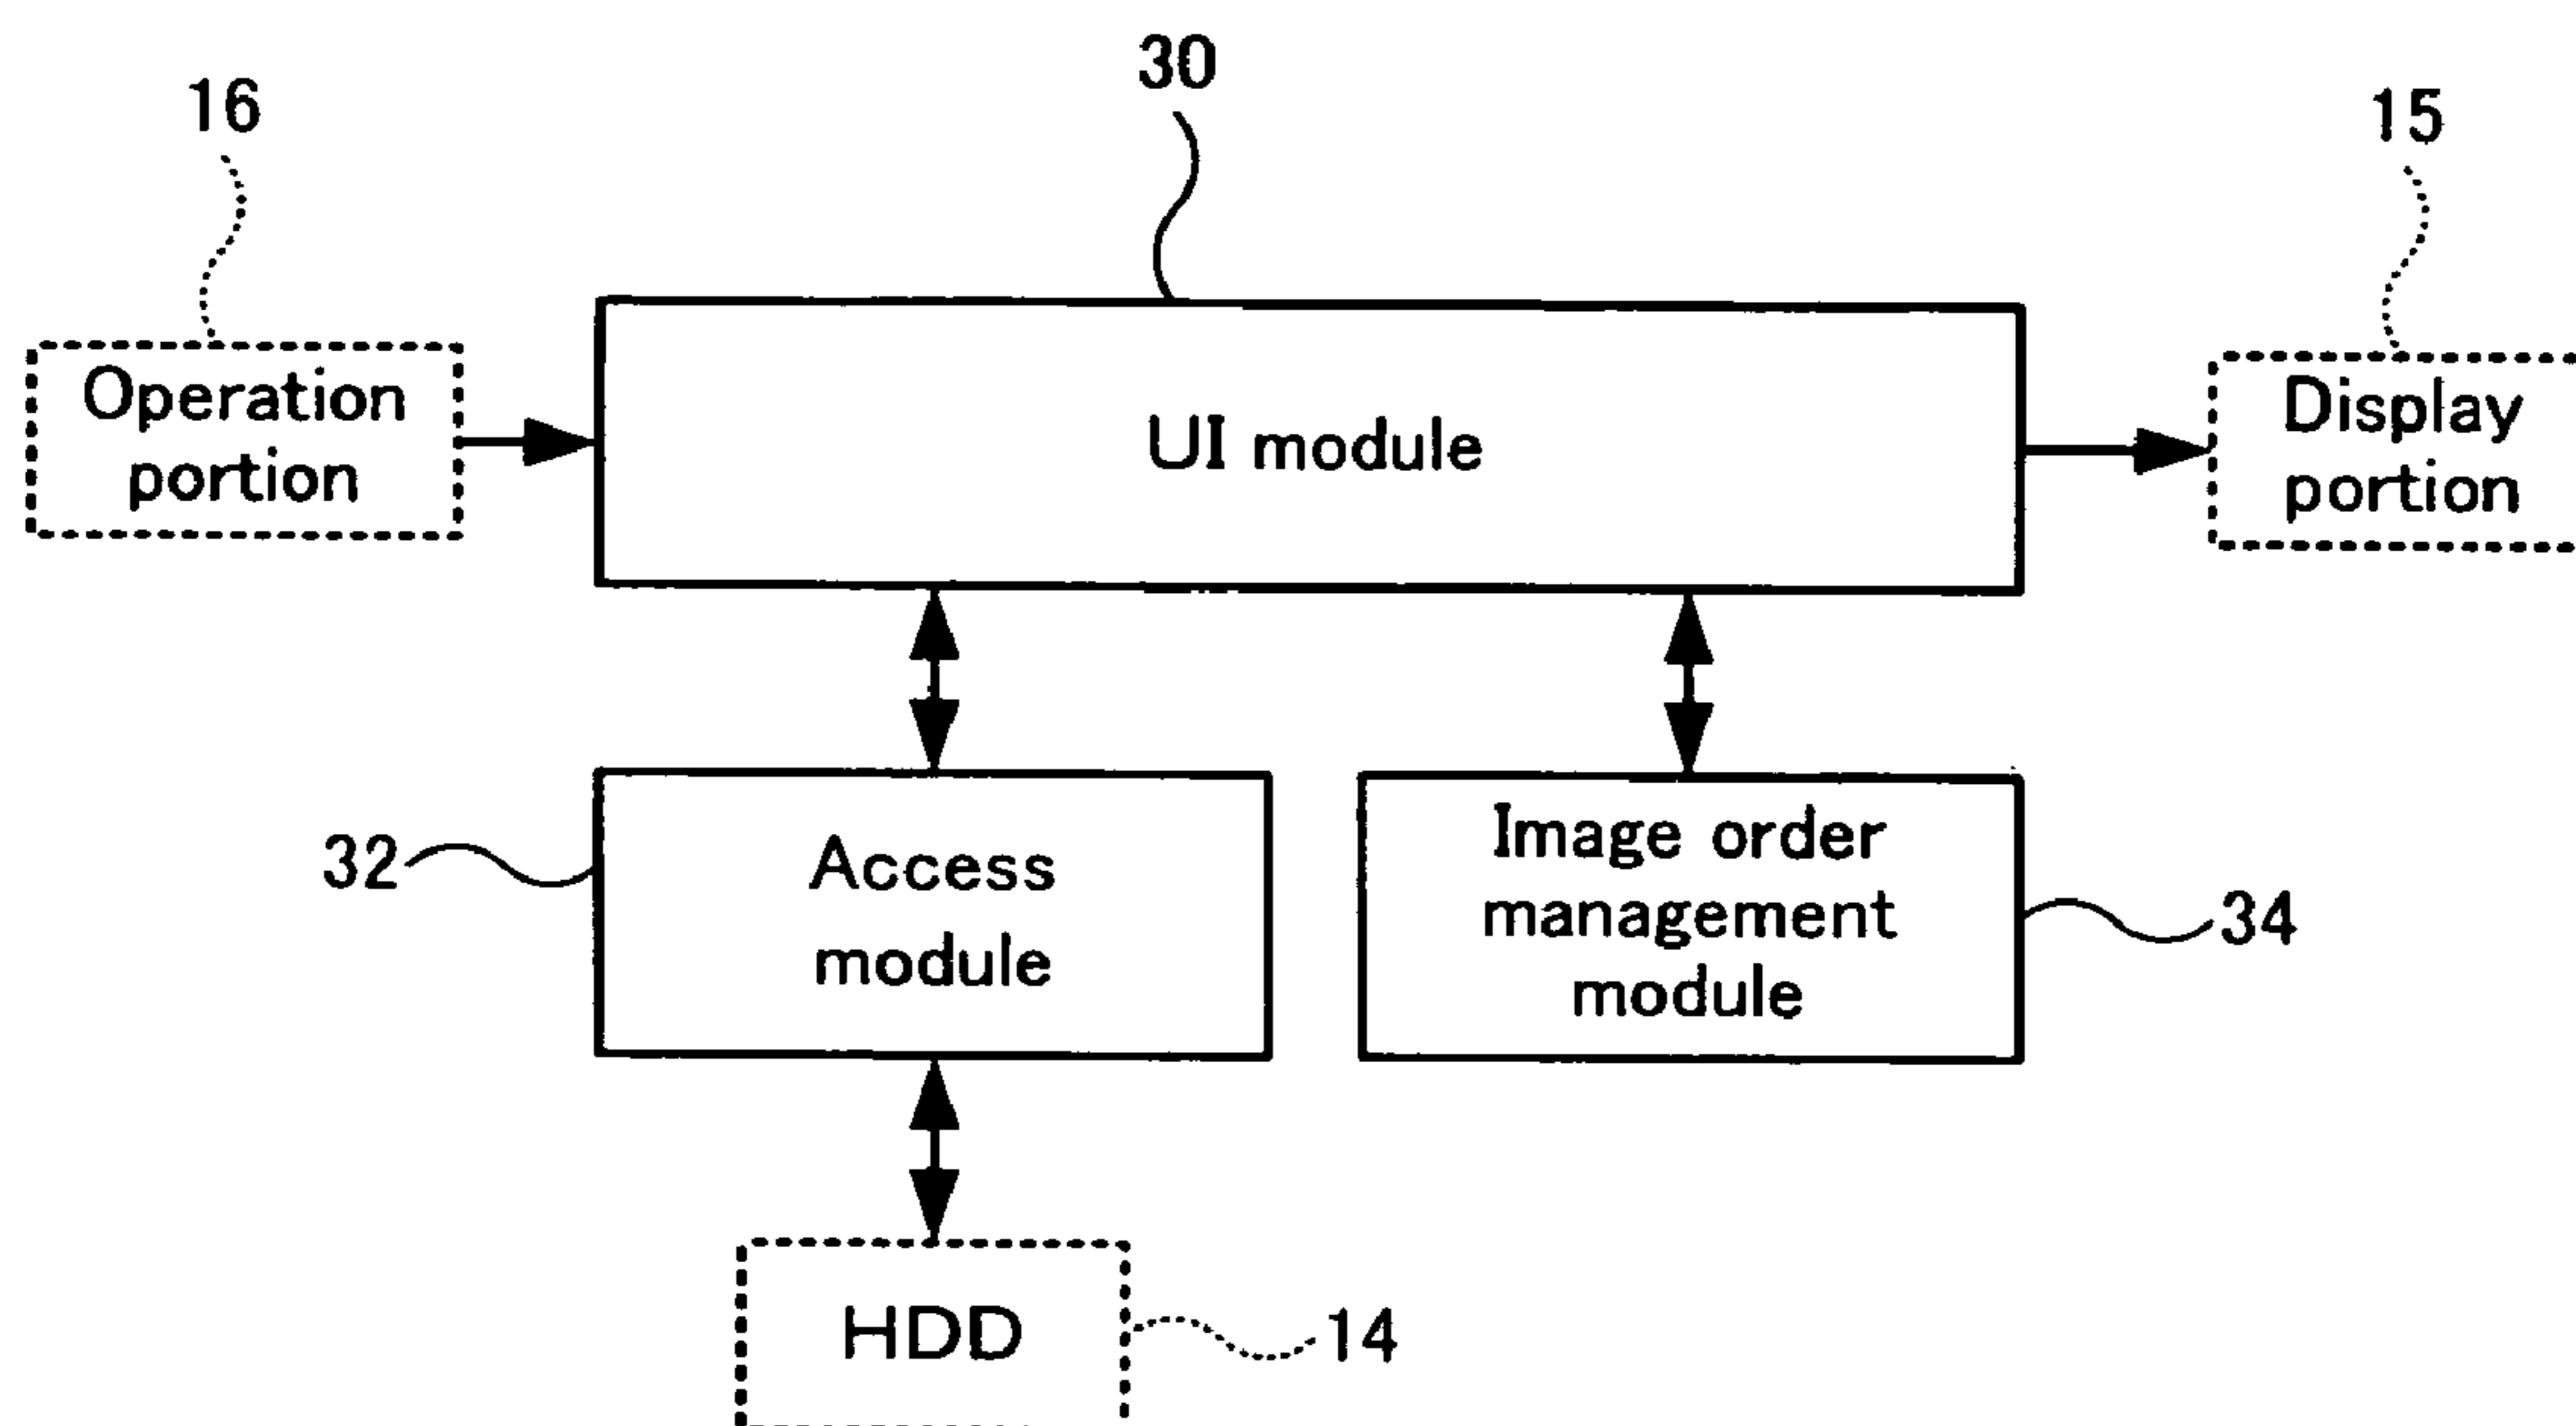 30
16
15
Operation
portion
UI module
Display
portion
32
Access
module
Image order
management
module
34
HDD
14